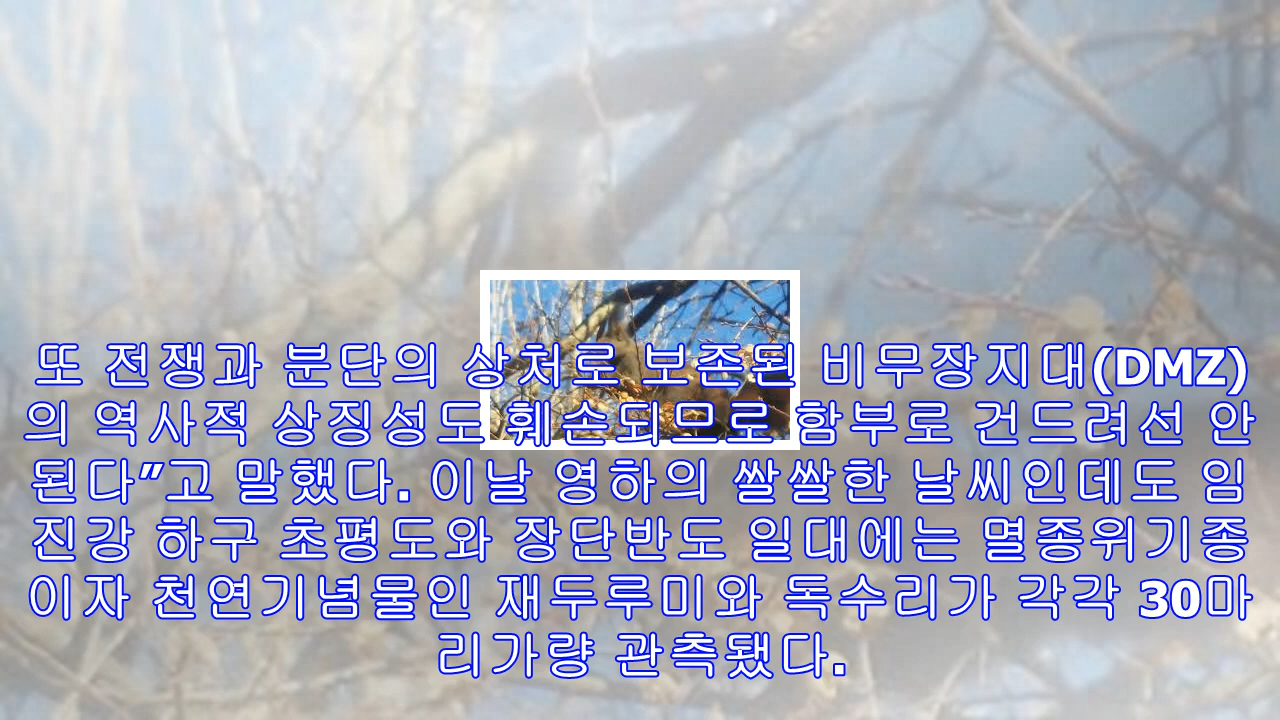 또 전쟁과 분단의 상처로 보존된 비무장지대(DMZ)
의 역사적 상징성도 훼손되므로 함부로 건드려선 안
된다”고 말했다. 이날 영하의 쌀쌀한 날씨인데도 임
진강 하구 초평도와 장단반도 일대에는 멸종위기종
이자 천연기념물인 재두루미와 독수리가 각각 30마
리가량 관측됐다.